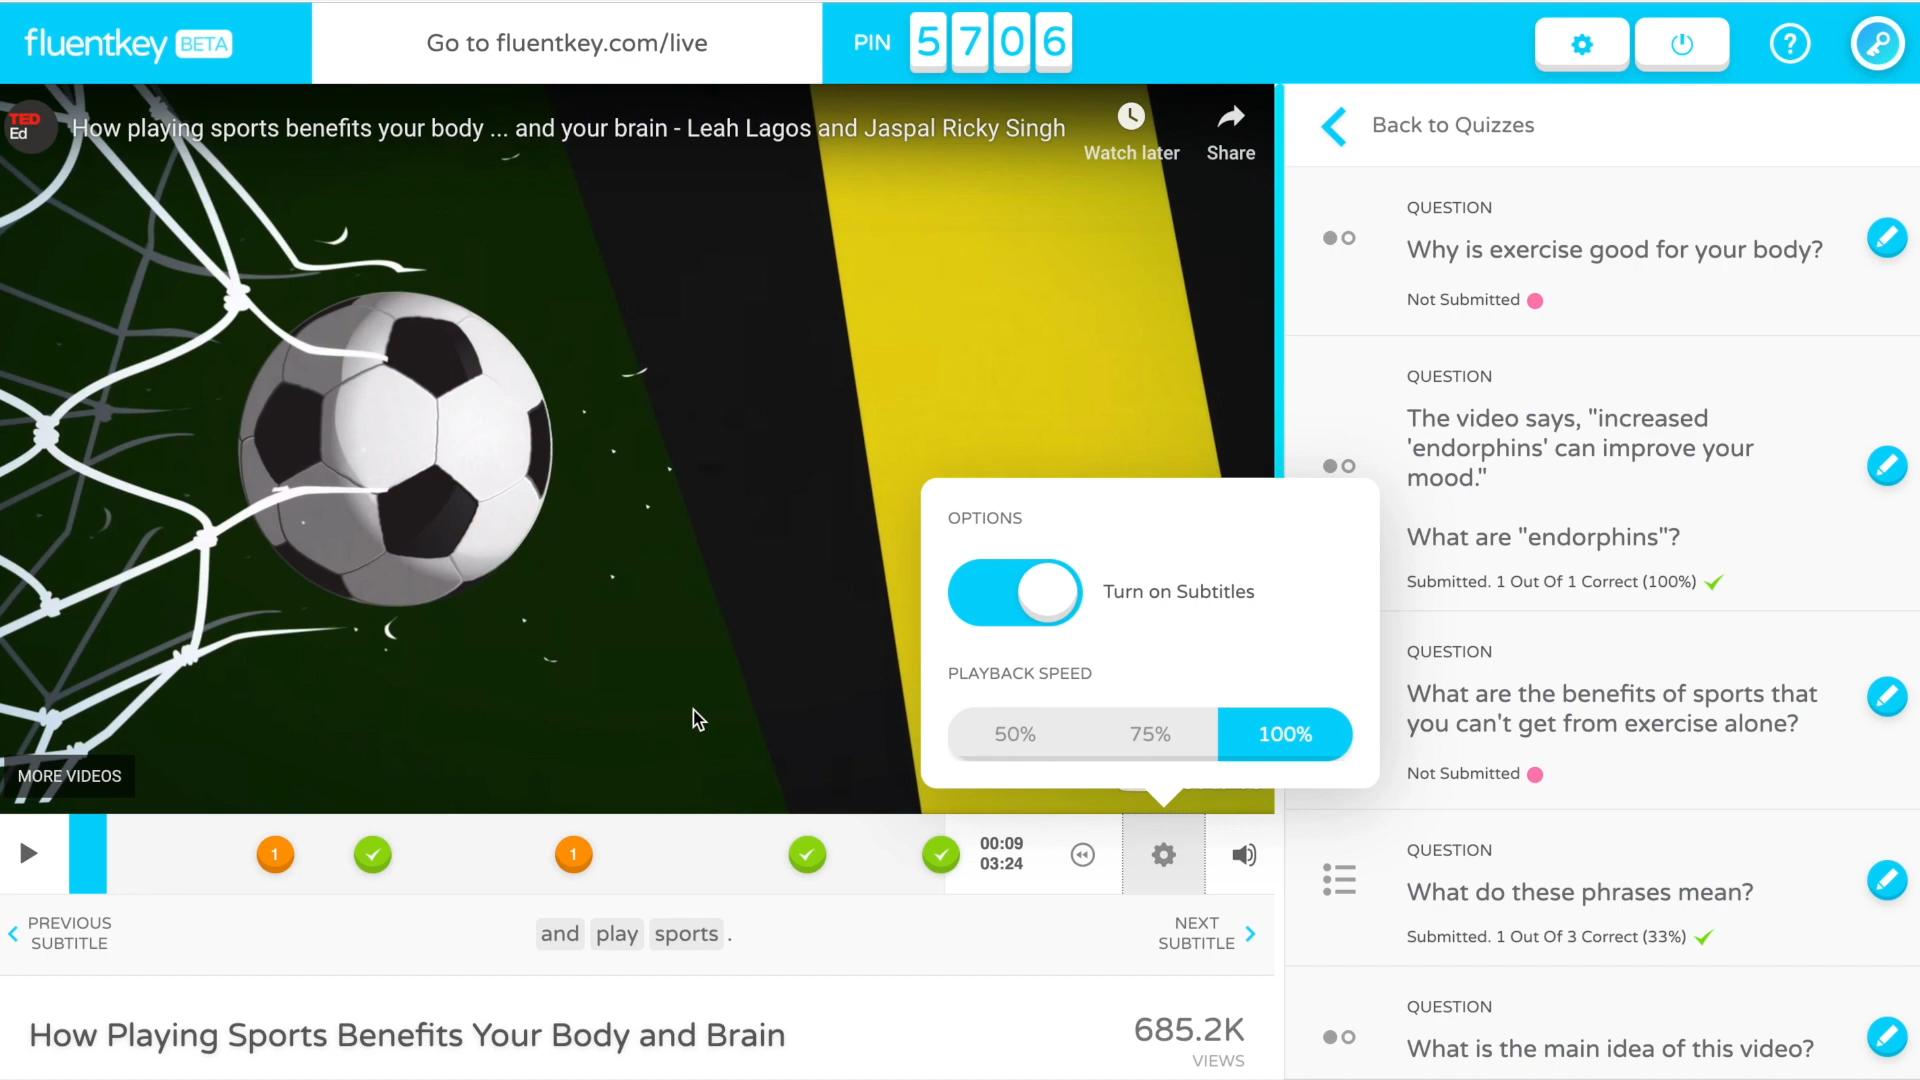 fluentkey BETA
Go to fluentkey.com/live
PIN 5706
TED
Ed
How playing sports benefits your body ... and your brain - Leah Lagos and Jaspal Ricky Singh
Watch later
Share
MORE VIDEOS
OPTIONS
Turn on Subtitles
PLAYBACK SPEED
50% 75% 100%
1
1
00:09
03:24
PREVIOUS
SUBTITLE
and play sports .
NEXT
SUBTITLE
How Playing Sports Benefits Your Body and Brain
685.2K
VIEWS
Back to Quizzes
QUESTION
Why is exercise good for your body?
Not Submitted
QUESTION
The video says, "increased
'endorphins' can improve your
mood."
What are "endorphins"?
Submitted. 1 Out Of 1 Correct (100%)
QUESTION
What are the benefits of sports that
you can't get from exercise alone?
Not Submitted
QUESTION
What do these phrases mean?
Submitted. 1 Out Of 3 Correct (33%)
QUESTION
What is the main idea of this video?